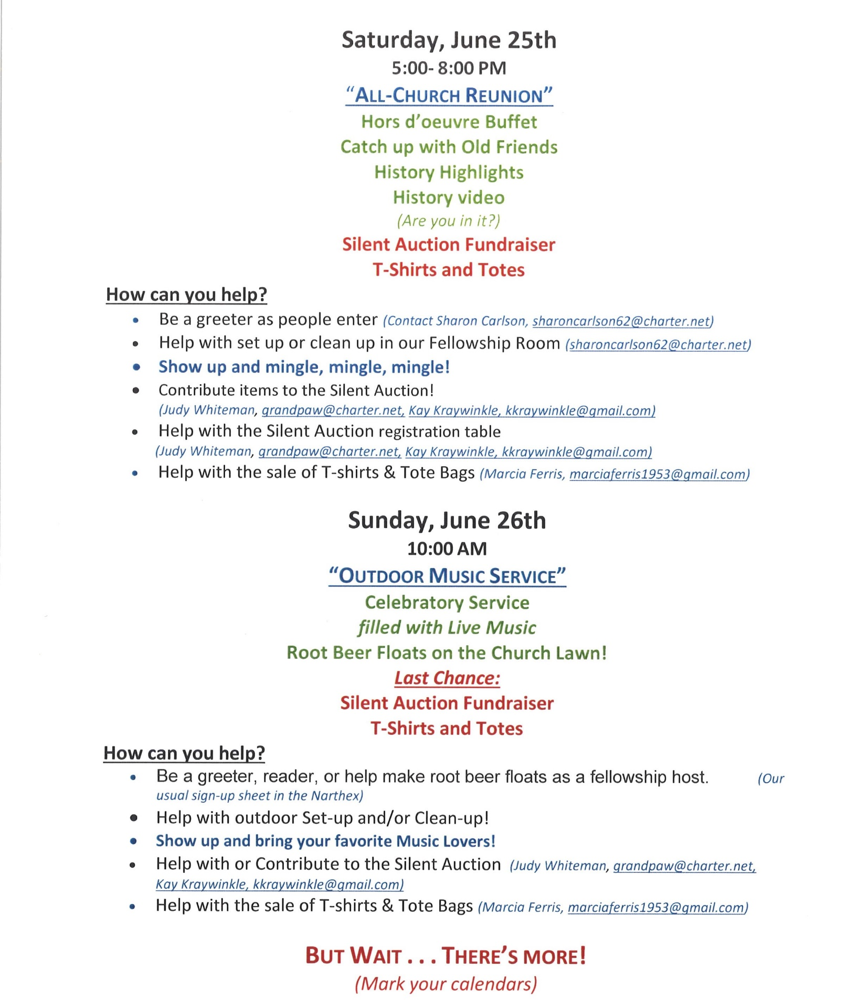 Saturday, June 25th
5:00- 8:00 PM
“ALL-CHURCH REUNION”
Hors d’oeuvre Buffet
Catch up with Old Friends
History Highlights
History video
(Are you in it?)
Silent Auction Fundraiser
T-Shirts and Totes
How can you help?
• Be a greeter as people enter (Contact Sharon Carlson, sharoncarlson62@charter.net)
• Help with set up or clean up in our Fellowship Room (sharoncarlson62@charter.net)
• Show up and mingle, mingle, mingle!
• Contribute items to the Silent Auction!
(Judy Whiteman, grandpaw@charter.net, Kay Kraywinkle, kkraywinkle@gmail.com)
• Help with the Silent Auction registration table
(Judy Whiteman, grandpaw@charter.net, Kay Kraywinkle, kkraywinkle@gmail.com)
• Help with the sale of T-shirts & Tote Bags (Marcia Ferris, marciaferris1953@gmail.com)
Sunday, June 26th
10:00 AM
“OUTDOOR MUSIC SERVICE”
Celebratory Service
filled with Live Music
Root Beer Floats on the Church Lawn!
Last Chance:
Silent Auction Fundraiser
T-Shirts and Totes
How can you help?
• Be a greeter, reader, or help make root beer floats as a fellowship host. (Our
usual sign-up sheet in the Narthex)
• Help with outdoor Set-up and/or Clean-up!
• Show up and bring your favorite Music Lovers!
• Help with or Contribute to the Silent Auction (Judy Whiteman, grandpaw@charter.net,
Kay Kraywinkle, kkraywinkle@gmail.com)
• Help with the sale of T-shirts & Tote Bags (Marcia Ferris, marciaferris1953@gmail.com)
BUT WAIT . . . THERE’S MORE!
(Mark your calendars)